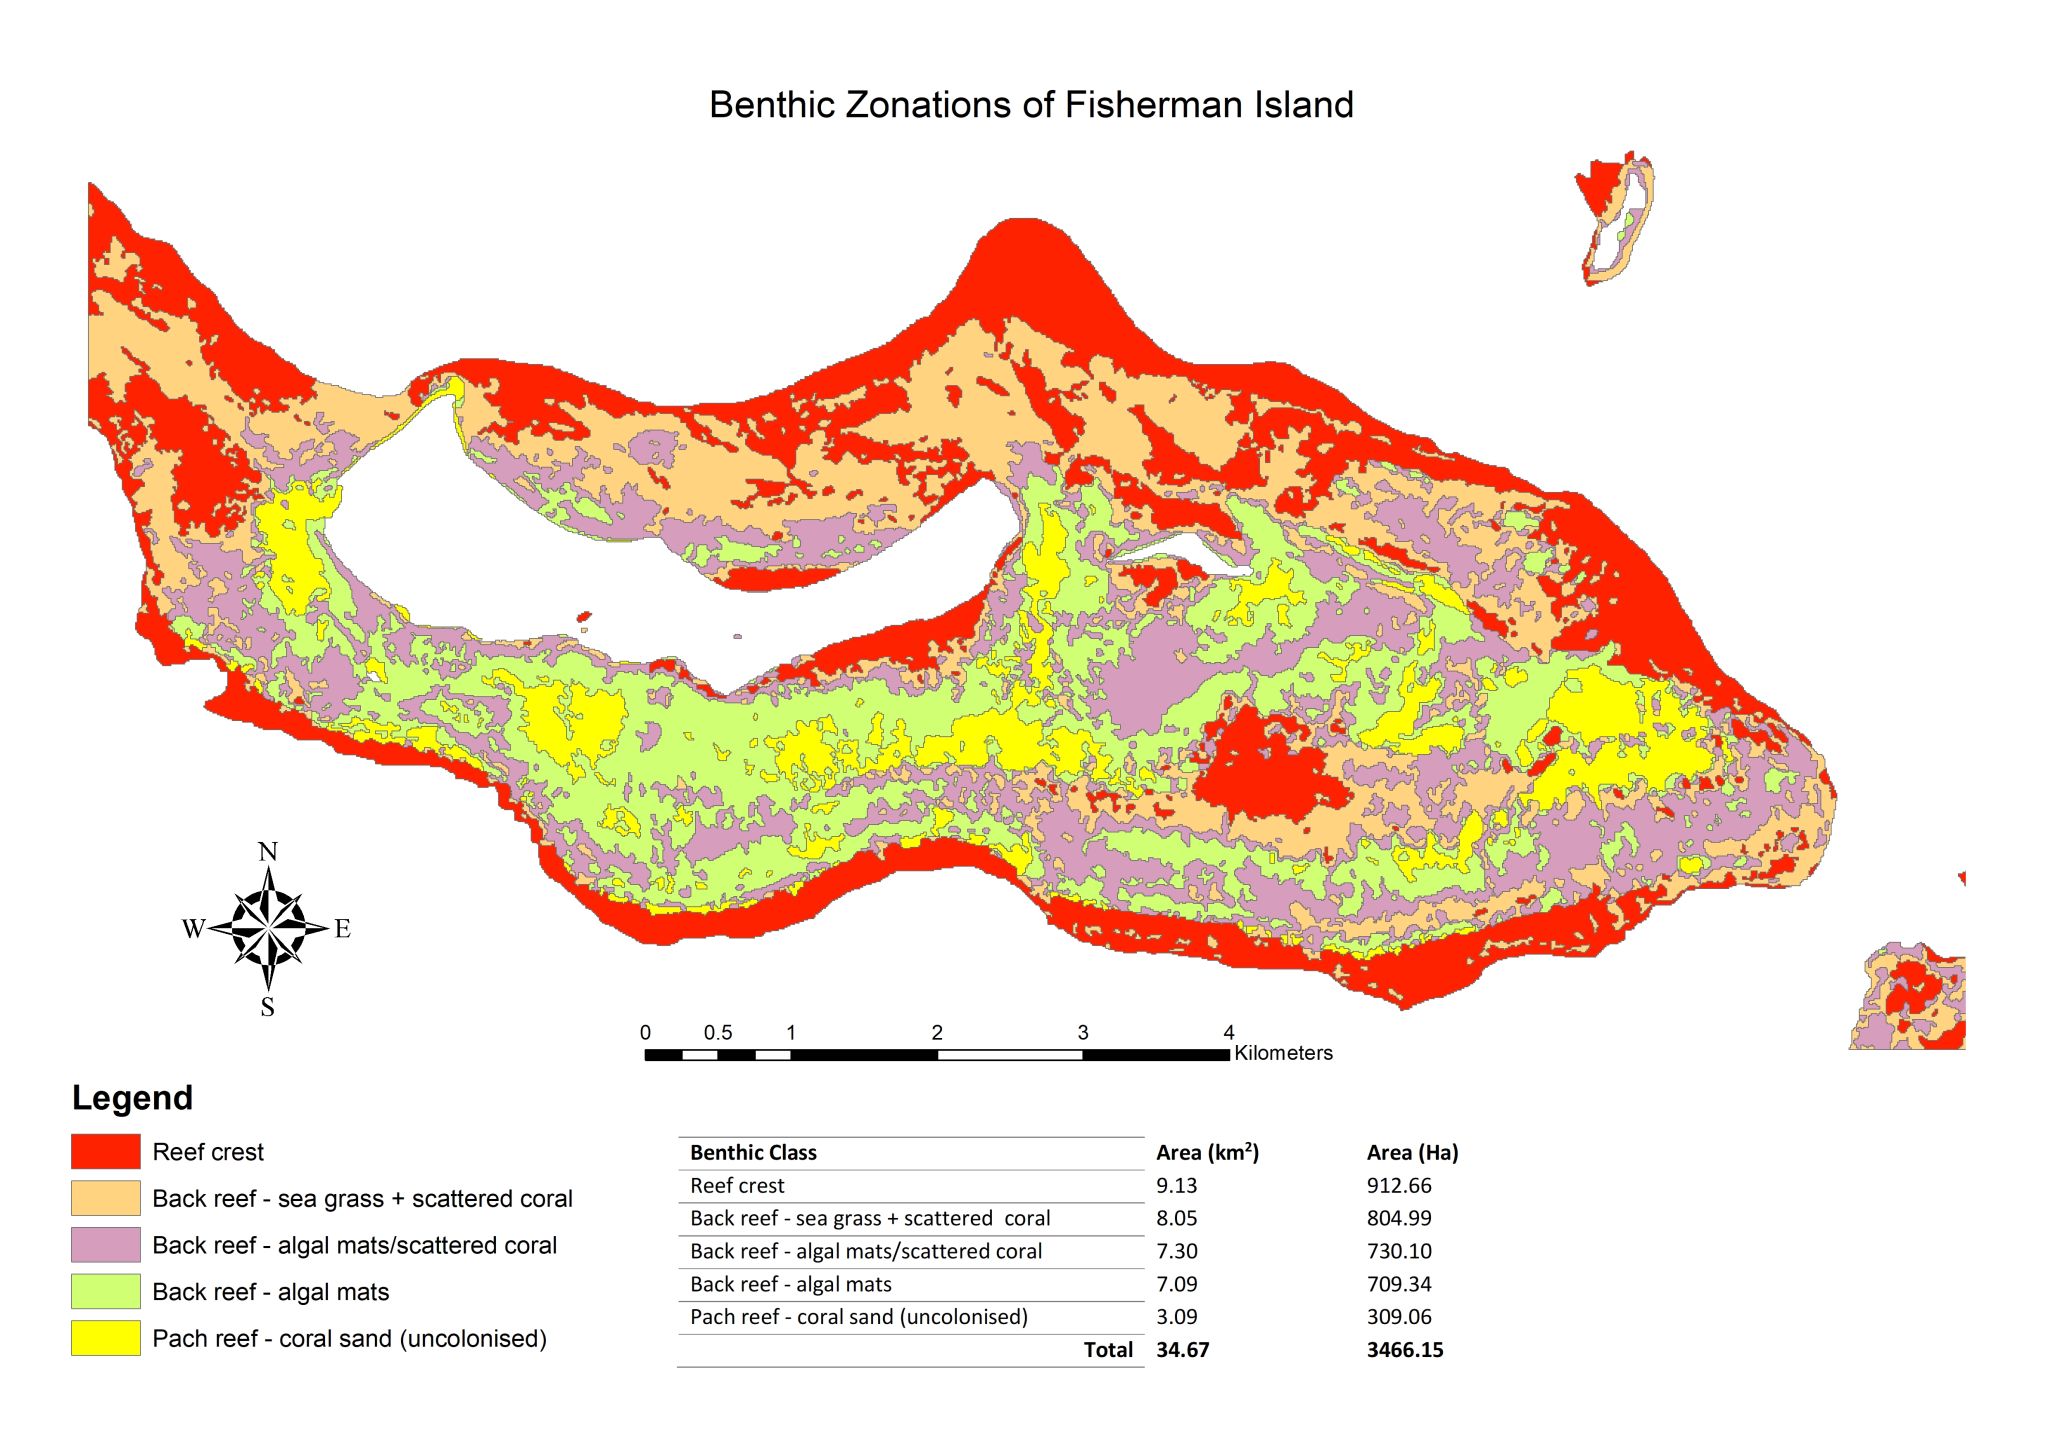 Benthic Zonations of Fisherman Island
N
W E
S
0 0.5 1 2 3 4
Kilometers
Legend
Reef crest
Back reef - sea grass + scattered coral
Back reef - algal mats/scattered coral
Back reef - algal mats
Pach reef - coral sand (uncolonised)
Benthic Class Area (km²) Area (Ha)
Reef crest 9.13 912.66
Back reef - sea grass + scattered coral 8.05 804.99
Back reef - algal mats/scattered coral 7.30 730.10
Back reef - algal mats 7.09 709.34
Pach reef - coral sand (uncolonised) 3.09 309.06
Total 34.67 3466.15